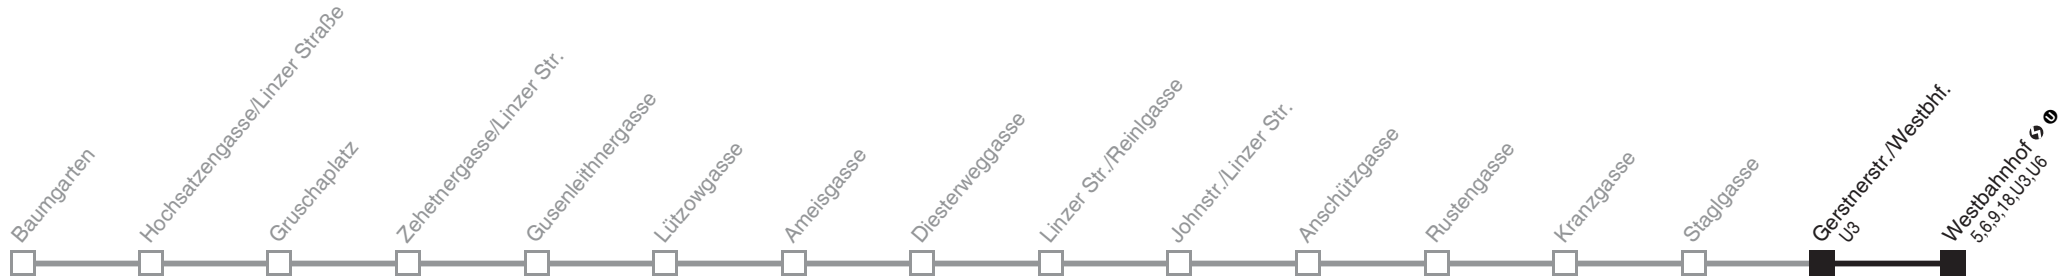 Baumgarten
Hochsatzengasse/Linzer Straße
Gruschaplatz
Zehetnergasse/Linzer Str.
Gusenleithnergasse
Lützowgasse
Ameisgasse
Diesterweggasse
Linzer Str./Reinlgasse
Johnstr./Linzer Str.
Anschützgasse
Rustengasse
Kranzgasse
Staglgasse
Gerstnerstr./Westbhf.
U3
Westbahnhof S U
5,6,9,18,U3,U6